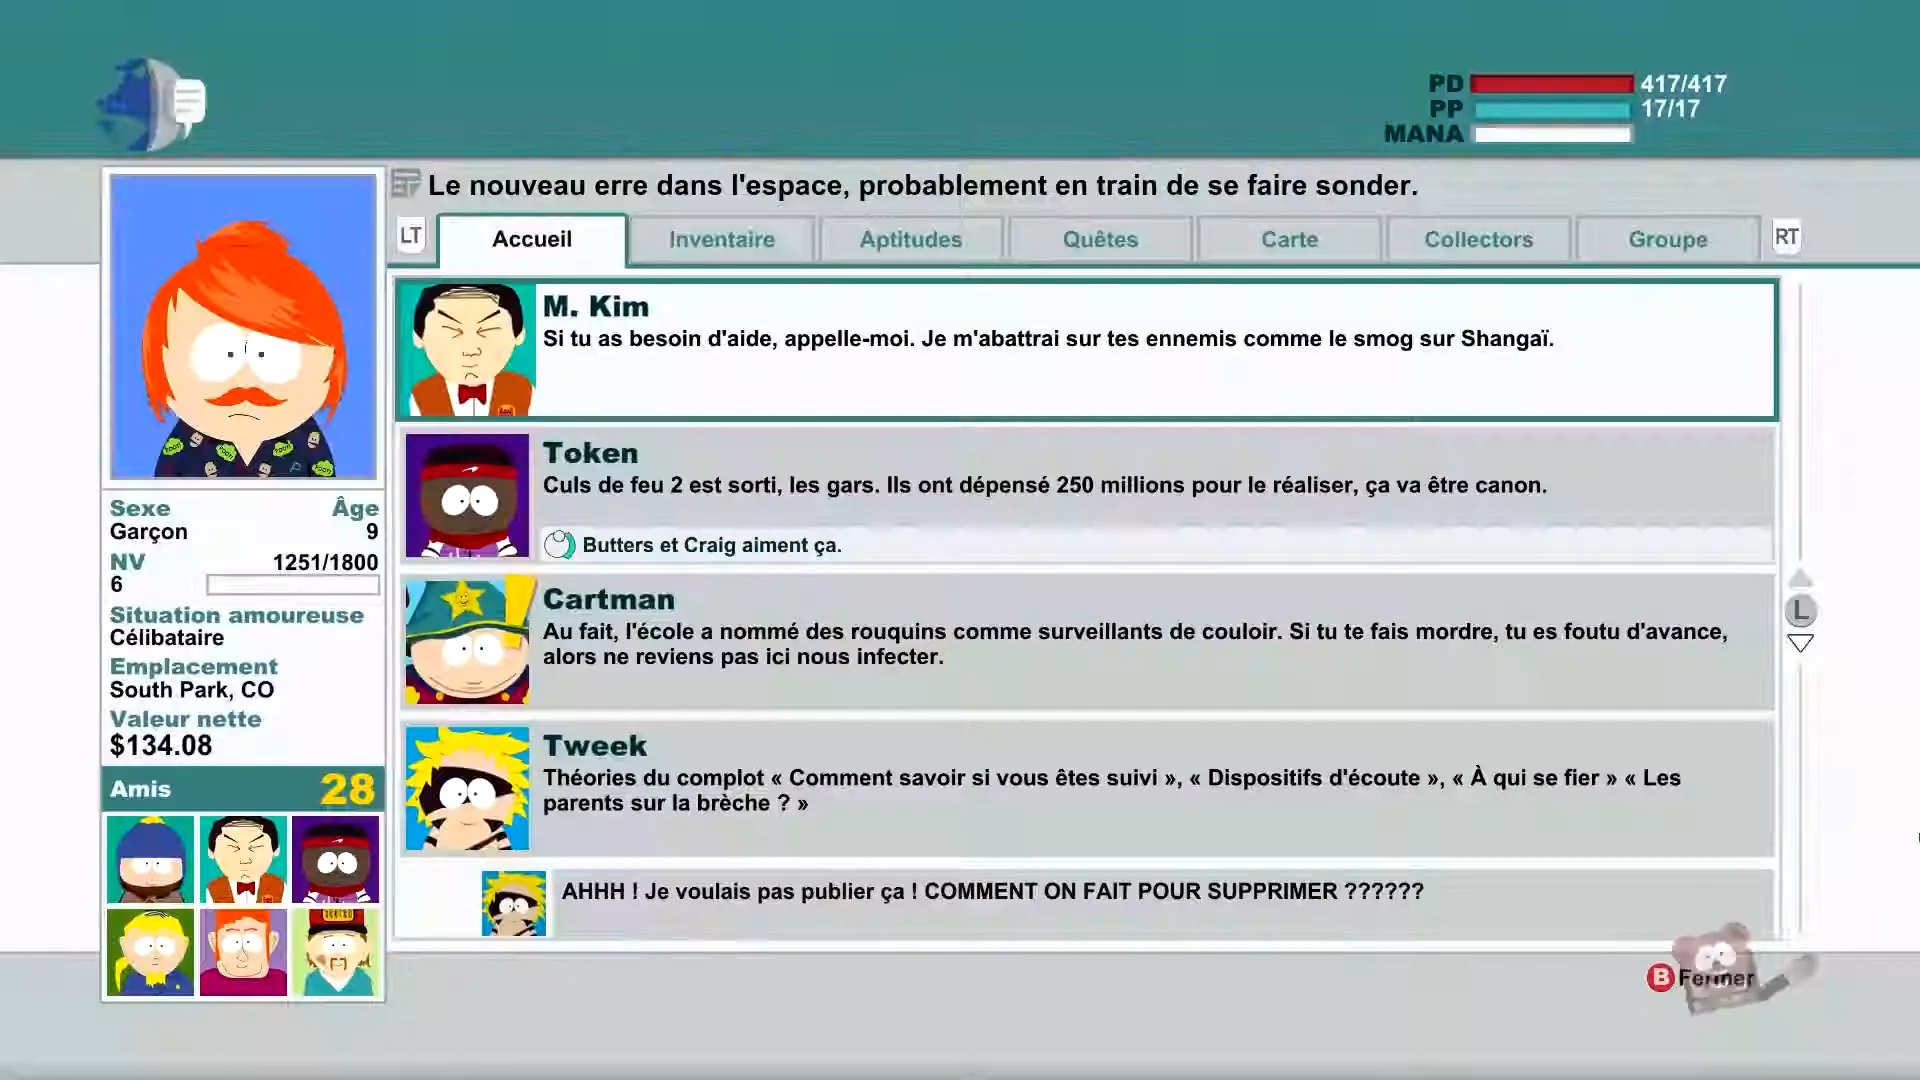 PD 417/417
PP 17/17
MANA
Le nouveau erre dans l'espace, probablement en train de se faire sonder.
LT Accueil Inventaire Aptitudes Quêtes Carte Collectors Groupe RT
M. Kim
Si tu as besoin d'aide, appelle-moi. Je m'abattrai sur tes ennemis comme le smog sur Shangaï.
Token
Culs de feu 2 est sorti, les gars. Ils ont dépensé 250 millions pour le réaliser, ça va être canon.
Butters et Craig aiment ça.
Cartman
Au fait, l'école a nommé des rouquins comme surveillants de couloir. Si tu te fais mordre, tu es foutu d'avance,
alors ne reviens pas ici nous infecter.
Tweek
Théories du complot « Comment savoir si vous êtes suivi », « Dispositifs d'écoute », « À qui se fier » « Les
parents sur la brèche ? »
AHHH ! Je voulais pas publier ça ! COMMENT ON FAIT POUR SUPPRIMER ??????
L
Sexe Âge
Garçon 9
NV 1251/1800
6
Situation amoureuse
Célibataire
Emplacement
South Park, CO
Valeur nette
$134.08
Amis 28
B Fermer